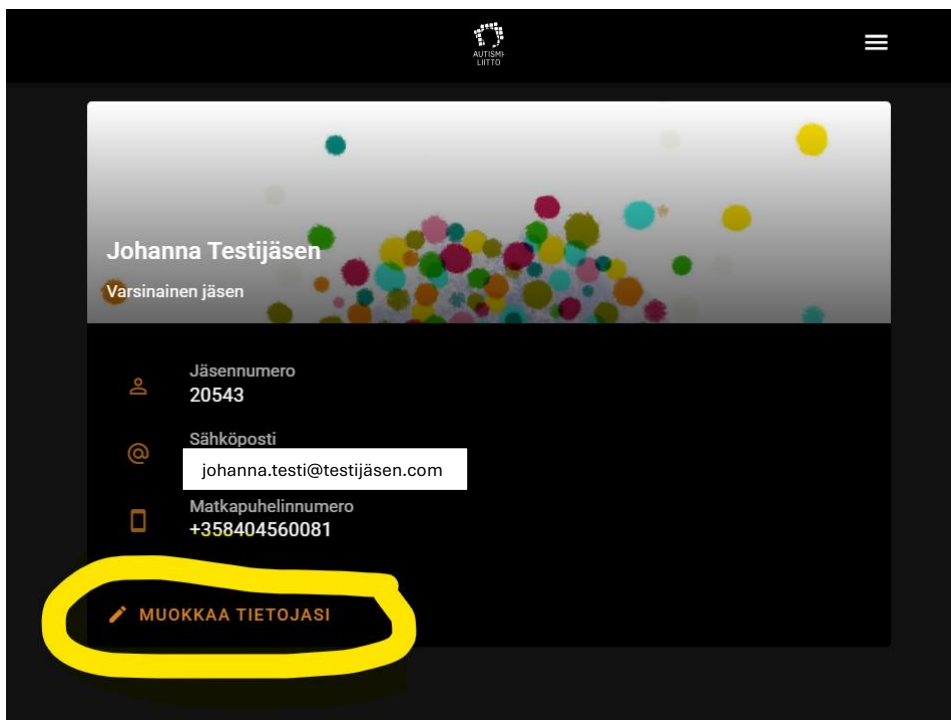 AUTISMI-
LIITTO
Johanna Testijäsen
Varsinainen jäsen
Jäsennumero
20543
Sähköposti
johanna.testi@testijäsen.com
Matkapuhelinnumero
+358404560081
MUOKKAA TIETOJASI